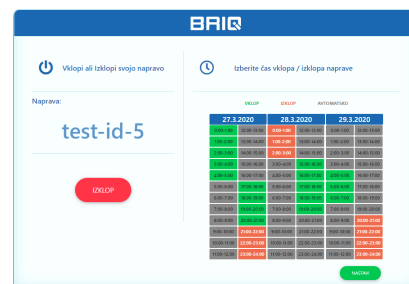 BRIQ
Vklopi ali Izklopi svojo napravo
Izberite čas vklopa / izklopa naprave
Naprava:
test-id-5
IZKLOP
VKLOP IZKLOP AVTOMATSKO
27.3.2020 28.3.2020 29.3.2020
0:00-1:00 12:00-13:00 0:00-1:00 12:00-13:00 0:00-1:00 12:00-13:00
1:00-2:00 13:00-14:00 1:00-2:00 13:00-14:00 1:00-2:00 13:00-14:00
2:00-3:00 14:00-15:00 2:00-3:00 14:00-15:00 2:00-3:00 14:00-15:00
3:00-4:00 15:00-16:00 3:00-4:00 15:00-16:00 3:00-4:00 15:00-16:00
4:00-5:00 16:00-17:00 4:00-5:00 16:00-17:00 4:00-5:00 16:00-17:00
5:00-6:00 17:00-18:00 5:00-6:00 17:00-18:00 5:00-6:00 17:00-18:00
6:00-7:00 18:00-19:00 6:00-7:00 18:00-19:00 6:00-7:00 18:00-19:00
7:00-8:00 19:00-20:00 7:00-8:00 19:00-20:00 7:00-8:00 19:00-20:00
8:00-9:00 20:00-21:00 8:00-9:00 20:00-21:00 8:00-9:00 20:00-21:00
9:00-10:00 21:00-22:00 9:00-10:00 21:00-22:00 9:00-10:00 21:00-22:00
10:00-11:00 22:00-23:00 10:00-11:00 22:00-23:00 10:00-11:00 22:00-23:00
11:00-12:00 23:00-24:00 11:00-12:00 23:00-24:00 11:00-12:00 23:00-24:00
NASTAVI